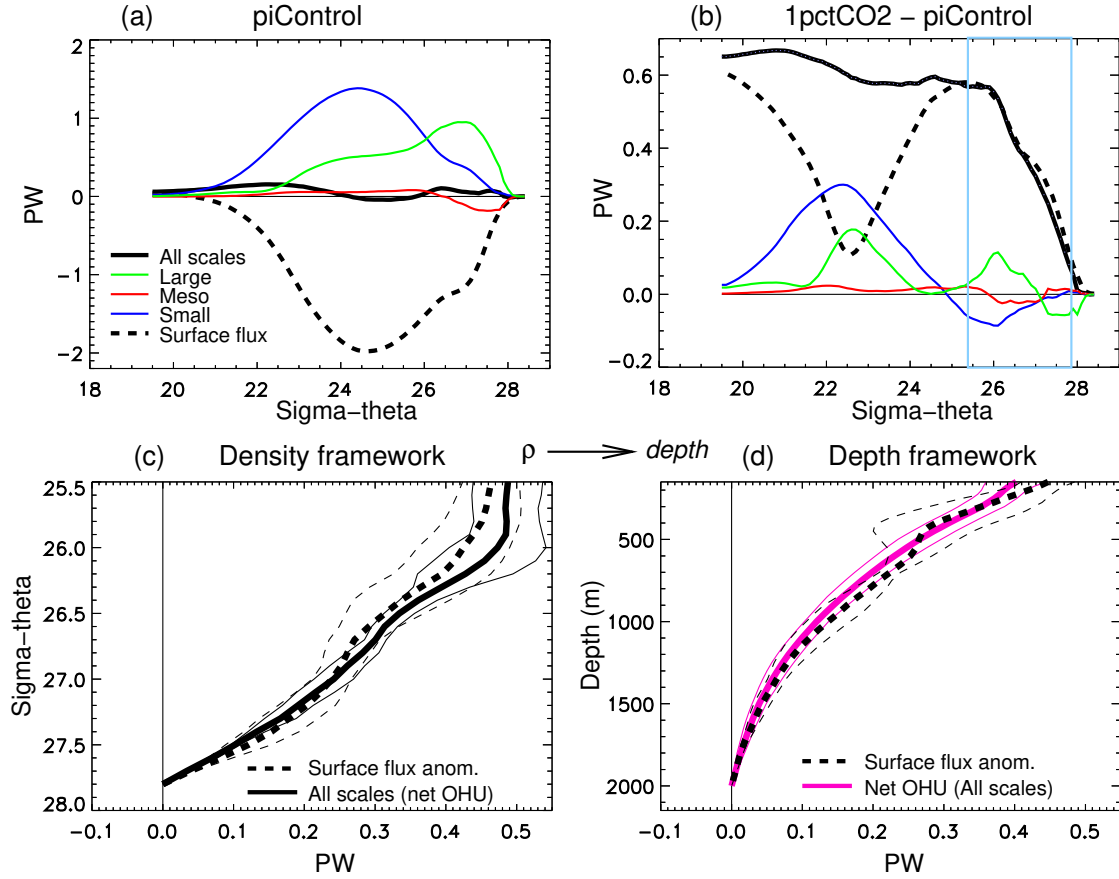 (a) piControl
2
1
0
−1
−2
PW
All scales
Large
Meso
Small
Surface flux
18 20 22 24 26 28
Sigma−theta
(b) 1pctCO2 − piControl
0.6
0.4
0.2
0.0
−0.2
PW
18 20 22 24 26 28
Sigma−theta
ρ depth
(c) Density framework
25.5
26.0
26.5
27.0
27.5
28.0
Sigma−theta
Surface flux anom.
All scales (net OHU)
−0.1 0.0 0.1 0.2 0.3 0.4 0.5
PW
(d) Depth framework
500
1000
1500
2000
Depth (m)
Surface flux anom.
Net OHU (All scales)
−0.1 0.0 0.1 0.2 0.3 0.4 0.5
PW